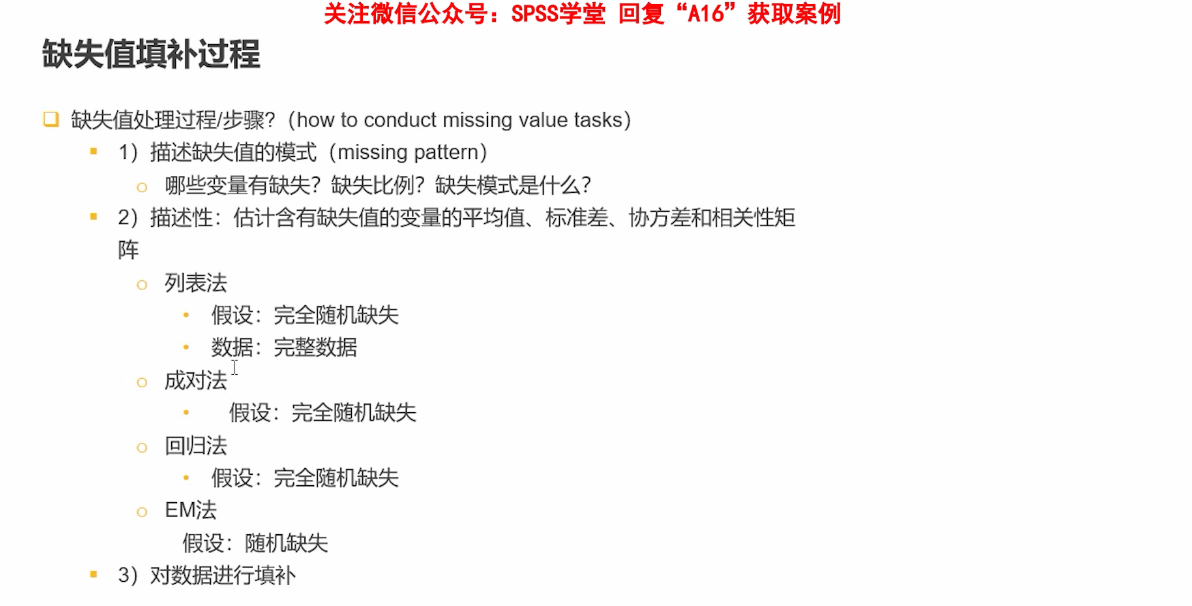 关注微信公众号：SPSS学堂 回复“A16”获取案例
缺失值填补过程
缺失值处理过程/步骤?（how to conduct missing value tasks）
1）描述缺失值的模式（missing pattern）
哪些变量有缺失？缺失比例？缺失模式是什么？
2）描述性：估计含有缺失值的变量的平均值、标准差、协方差和相关性矩
阵
列表法
假设：完全随机缺失
数据：完整数据
成对法
假设：完全随机缺失
回归法
假设：完全随机缺失
EM法
假设：随机缺失
3）对数据进行填补